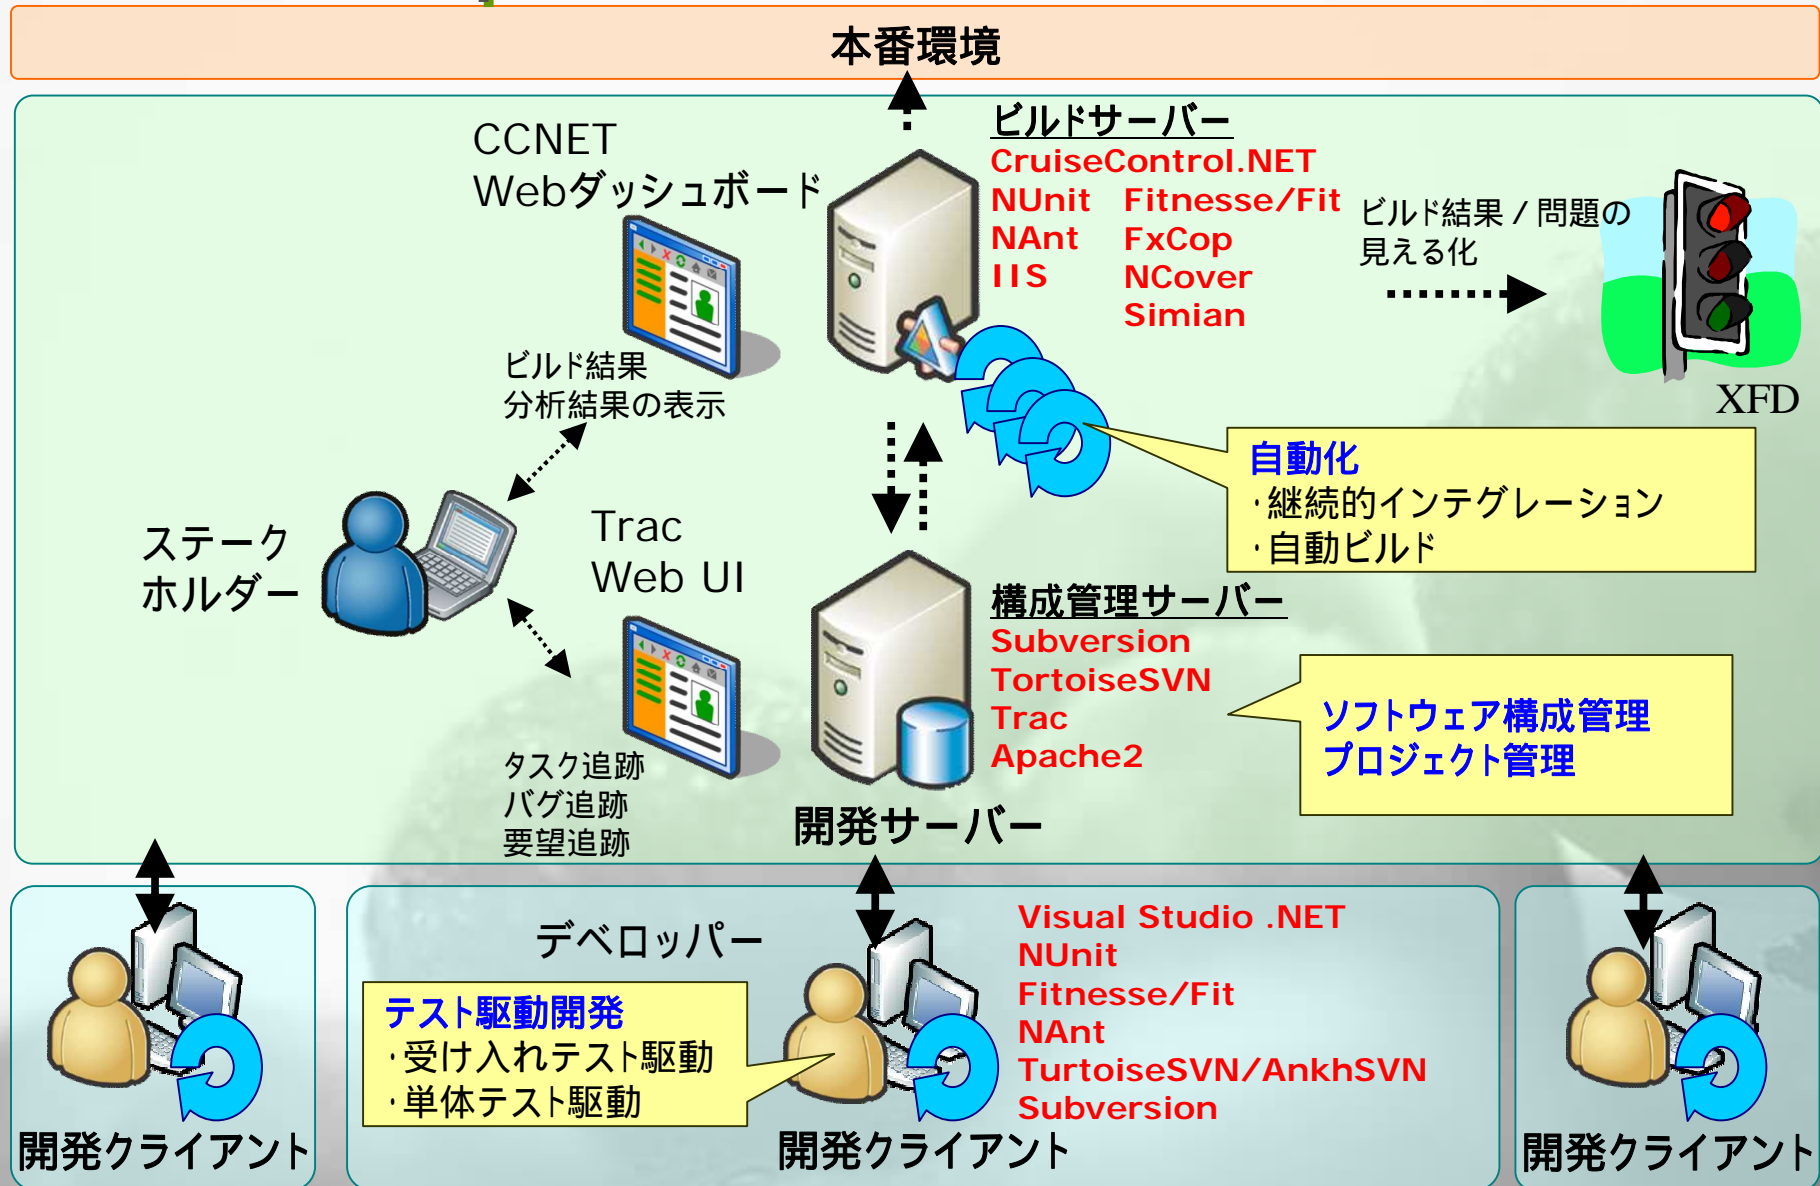 本番環境
CCNET
Webダッシュボード
ビルドサーバー
CruiseControl.NET
NUnit Fitnesse/Fit
NAnt FxCop
IIS NCover
Simian
ビルド結果 / 問題の
見える化
XFD
ビルド結果
分析結果の表示
自動化
・継続的インテグレーション
・自動ビルド
ステーク
ホルダー
Trac
Web UI
構成管理サーバー
Subversion
TortoiseSVN
Trac
Apache2
ソフトウェア構成管理
プロジェクト管理
タスク追跡
バグ追跡
要望追跡
開発サーバー
デベロッパー
テスト駆動開発
・受け入れテスト駆動
・単体テスト駆動
Visual Studio .NET
NUnit
Fitnesse/Fit
NAnt
TurtoiseSVN/AnkhSVN
Subversion
開発クライアント
開発クライアント
開発クライアント